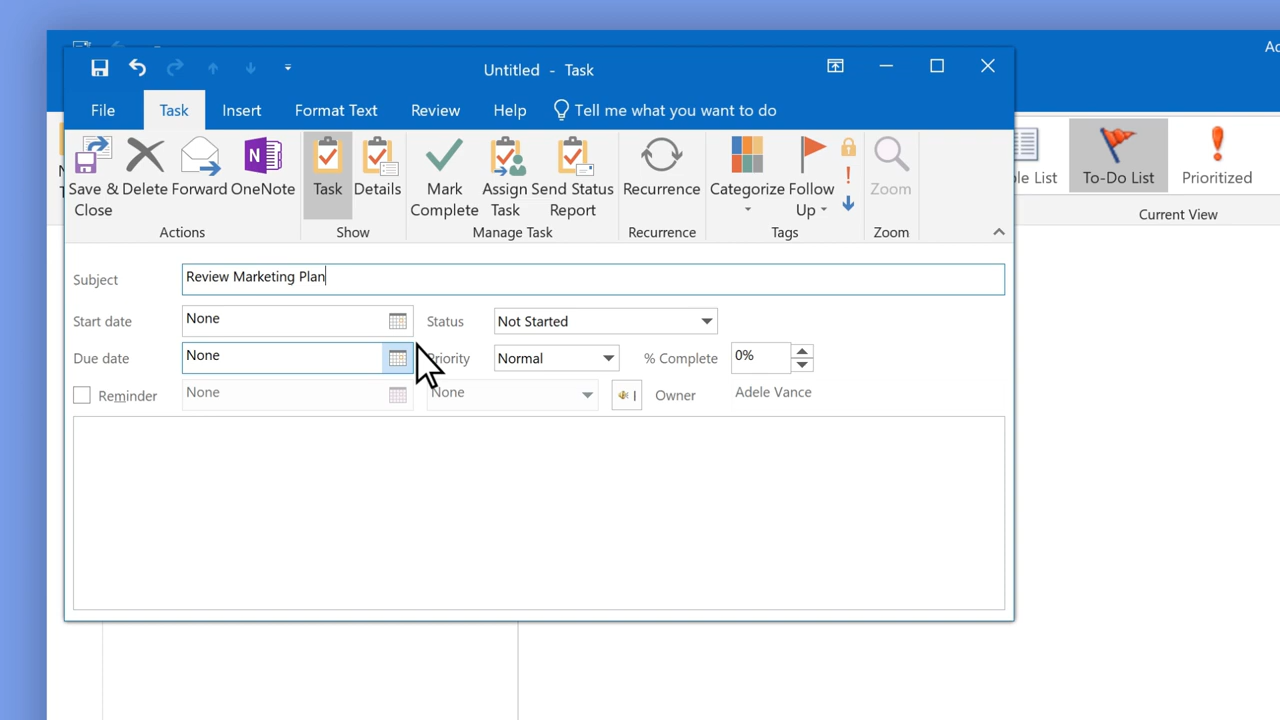 Untitled - Task
File Task Insert Format Text Review Help Tell me what you want to do
Save & Close
Delete
Forward
OneNote
Task
Details
Mark Complete
Assign Task
Send Status Report
Recurrence
Categorize
Follow Up
Zoom
Actions Show Manage Task Recurrence Tags Zoom
List
To-Do List
Prioritized
Current View
Subject Review Marketing Plan
Start date None Status Not Started
Due date None Priority Normal % Complete 0%
Reminder None None Owner Adele Vance